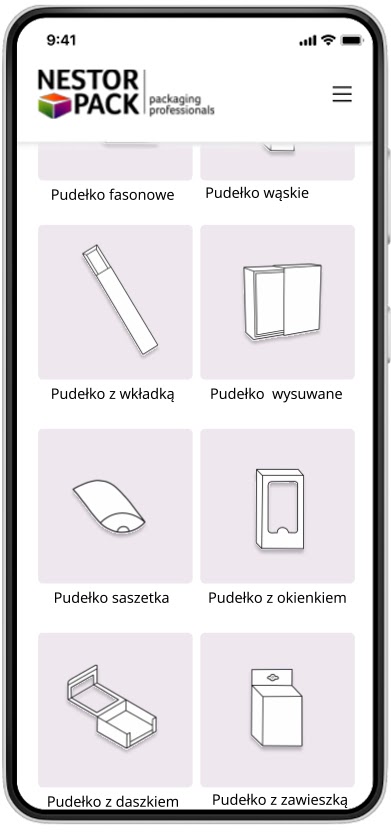 9:41
NESTOR
PACK
packaging
professionals
Pudełko fasonowe
Pudełko wąskie
Pudełko z wkładką
Pudełko wysuwane
Pudełko saszetka
Pudełko z okienkiem
Pudełko z daszkiem
Pudełko z zawieszką